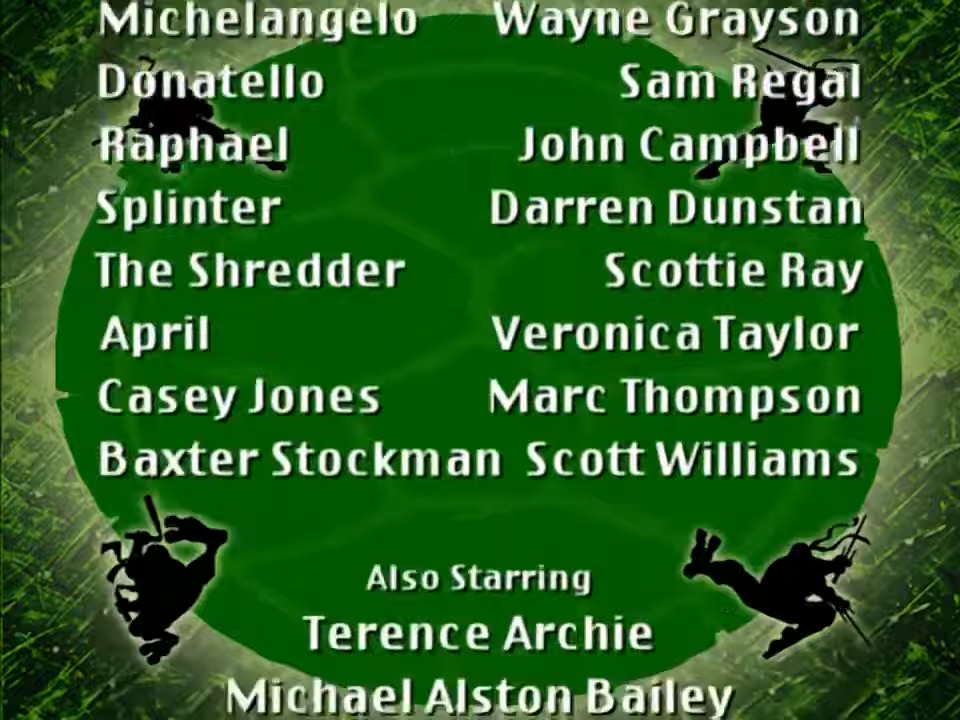 Michelangelo Wayne Grayson
Donatello Sam Regal
Raphael John Campbell
Splinter Darren Dunstan
The Shredder Scottie Ray
April Veronica Taylor
Casey Jones Marc Thompson
Baxter Stockman Scott Williams
Also Starring
Terence Archie
Michael Alston Bailey